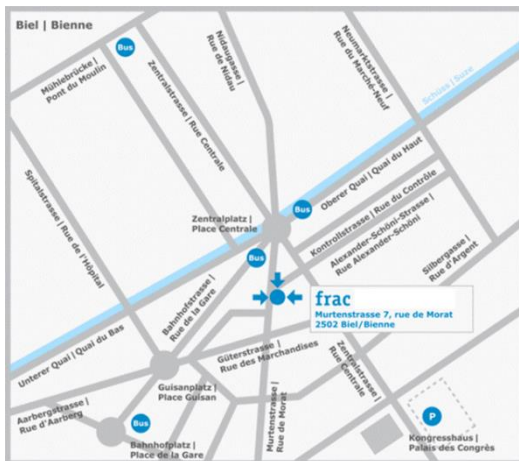 Biel | Bienne
Bus
Mühlebrücke |
Pont du Moulin
Zentralstrasse | Rue Centrale
Nidaugasse |
Rue de Nidau
Neumarktstrasse |
Rue du Marché-Neuf
Schüss | Suze
Spitalstrasse | Rue de l'Hôpital
Zentralplatz |
Place Centrale
Bus
Oberer Quai | Quai du Haut
Kontrollstrasse | Rue du Contrôle
Alexander-Schöni-Strasse |
Rue Alexander-Schöni
Silbergasse |
Rue d'Argent
Bus
Bahnhofstrasse |
Rue de la Gare
frac
Murtenstrasse 7, rue de Morat
2502 Biel/Bienne
Unterer Quai | Quai du Bas
Güterstrasse |
Rue des Marchandises
Zentralstrasse |
Rue Centrale
Guisanplatz |
Place Guisan
Aarbergstrasse |
Rue d'Aarberg
Bus
Murtenstrasse |
Rue de Morat
P
Bahnhofplatz |
Place de la Gare
Kongresshaus |
Palais des Congrès